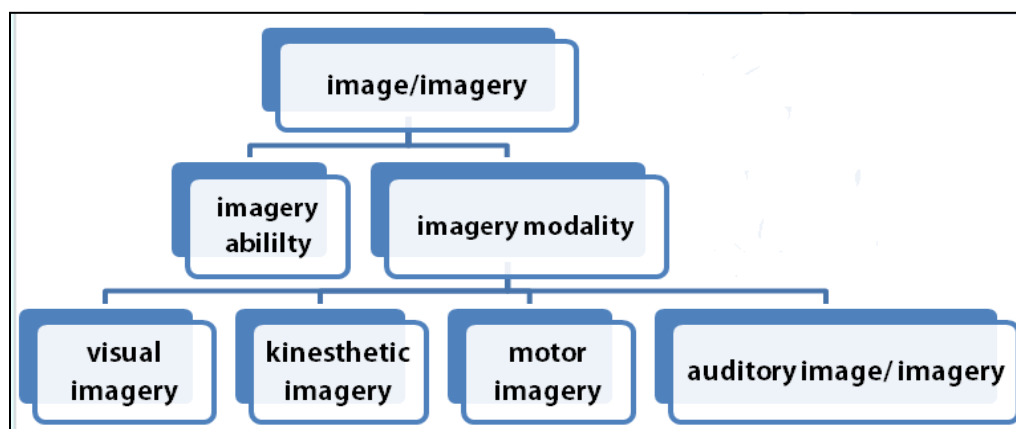 image/imagery
imagery
abililty
imagery modality
visual
imagery
kinesthetic
imagery
motor
imagery
auditory image/ imagery